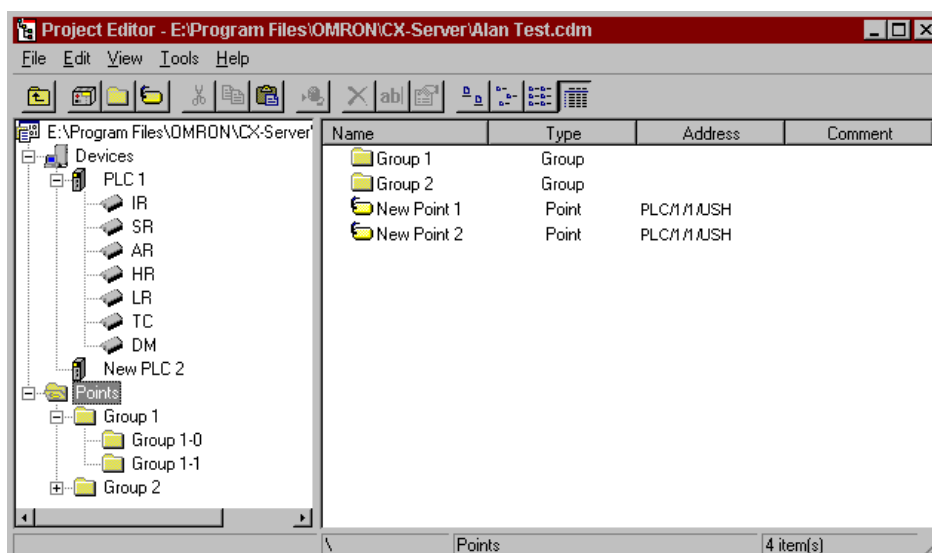 Project Editor - E:\Program Files\OMRON\CX-Server\Alan Test.cdm
File Edit View Tools Help
ab
E:\Program Files\OMRON\CX-Server'
Devices
PLC 1
IR
SR
AR
HR
LR
TC
DM
New PLC 2
Points
Group 1
Group 1-0
Group 1-1
Group 2
Name Type Address Comment
Group 1 Group
Group 2 Group
New Point 1 Point PLC/1/1/USH
New Point 2 Point PLC/1/1/USH
\ Points 4 item(s)